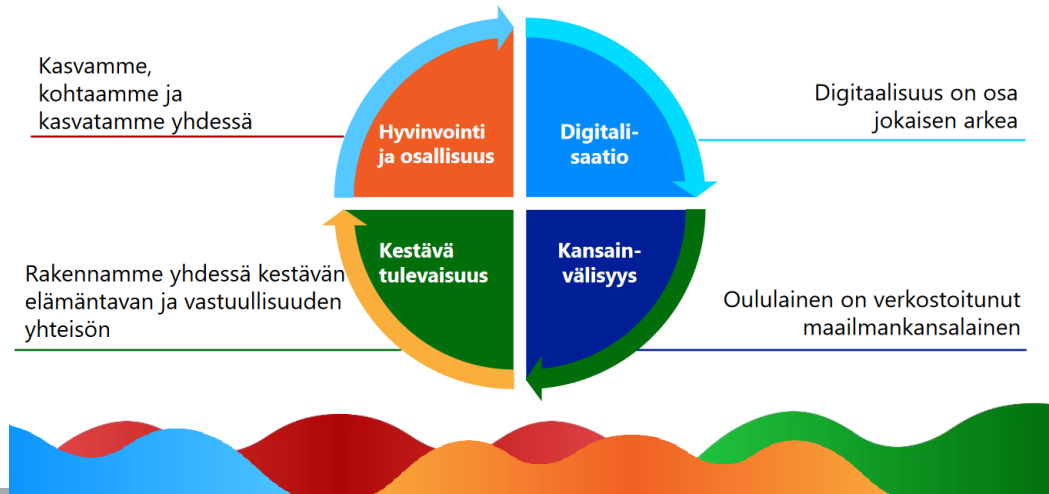 Kasvamme,
kohtaamme ja
kasvatamme yhdessä
Hyvinvointi
ja osallisuus
Digitali-
saatio
Digitaalisuus on osa
jokaisen arkea
Rakennamme yhdessä kestävän
elämäntavan ja vastuullisuuden
yhteisön
Kestävä
tulevaisuus
Kansain-
välisyys
Oululainen on verkostoitunut
maailmankansalainen